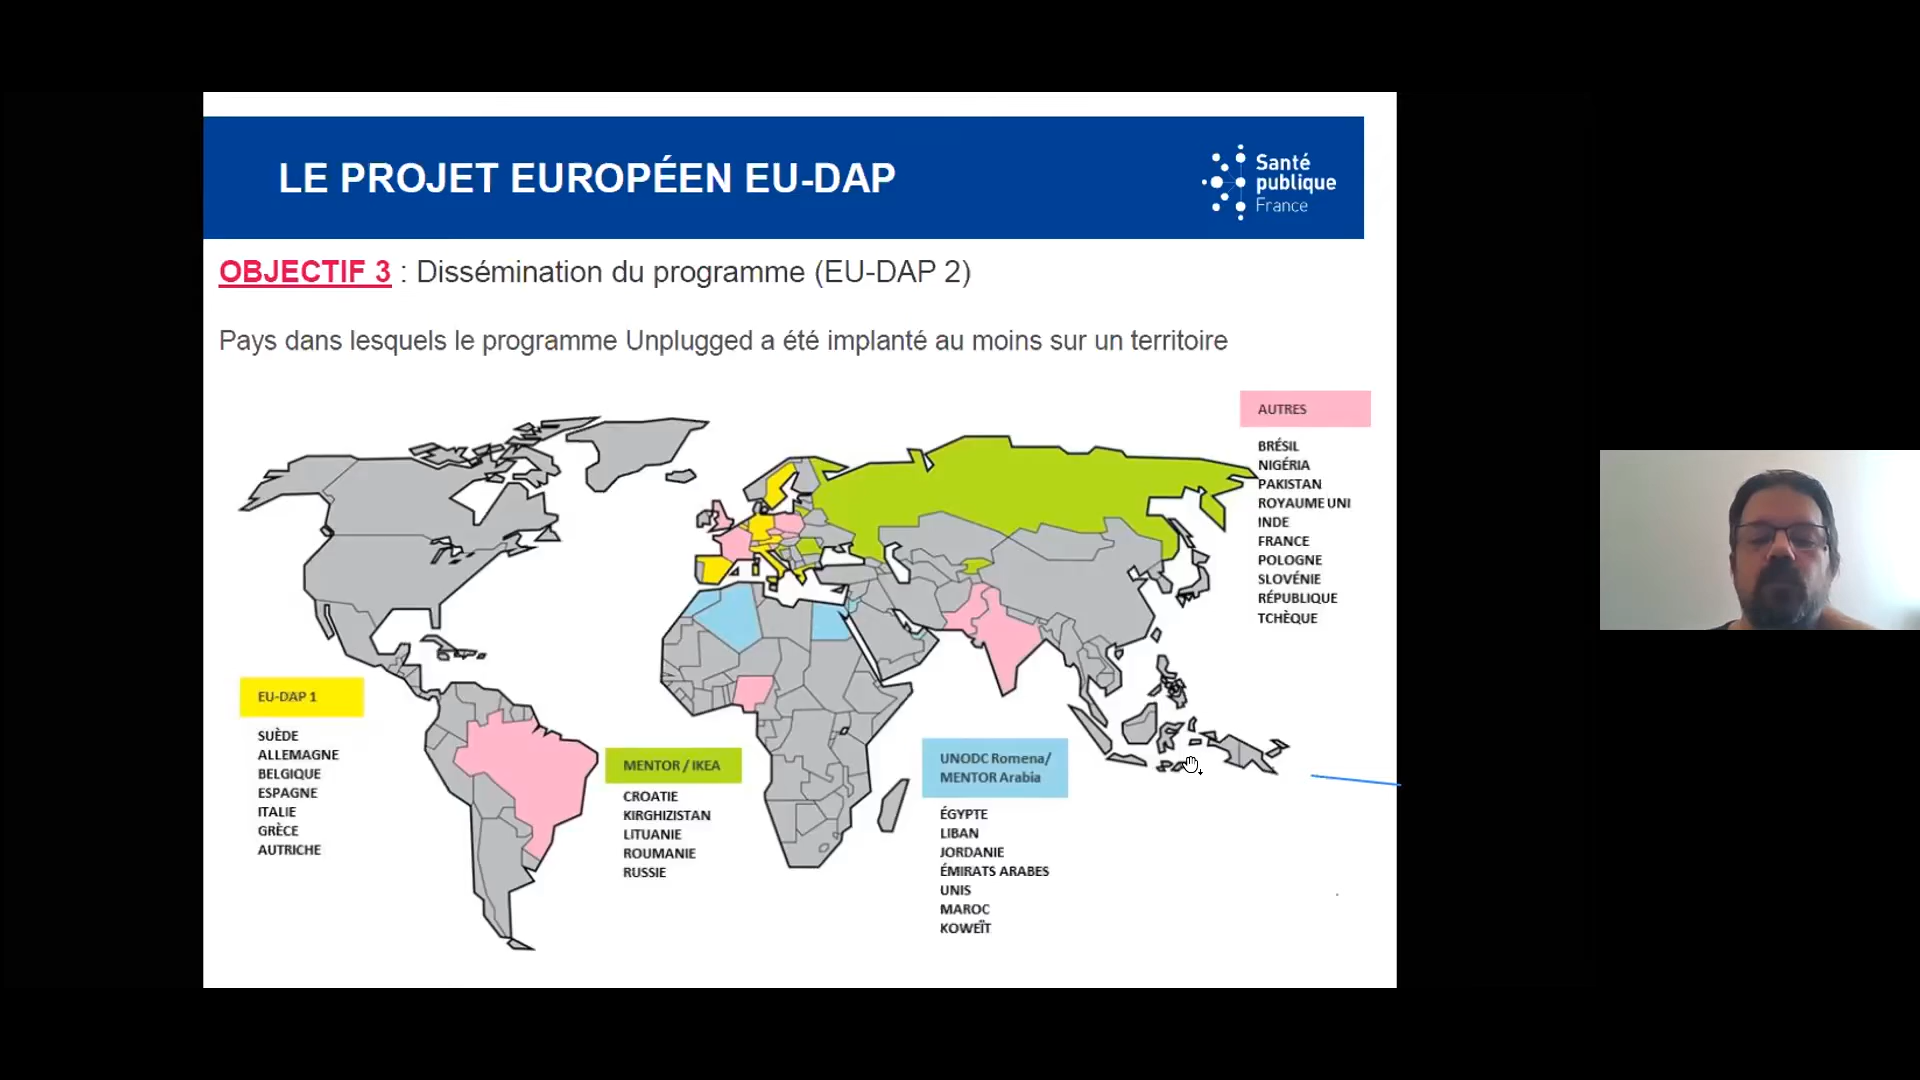 LE PROJET EUROPÉEN EU-DAP
Santé
publique
France
OBJECTIF 3 : Dissémination du programme (EU-DAP 2)
Pays dans lesquels le programme Unplugged a été implanté au moins sur un territoire
AUTRES
BRÉSIL
NIGÉRIA
PAKISTAN
ROYAUME UNI
INDE
FRANCE
POLOGNE
SLOVÉNIE
RÉPUBLIQUE
TCHÈQUE
EU-DAP 1
SUÈDE
ALLEMAGNE
BELGIQUE
ESPAGNE
ITALIE
GRÈCE
AUTRICHE
MENTOR / IKEA
CROATIE
KIRGHIZISTAN
LITUANIE
ROUMANIE
RUSSIE
UNODC Romena/
MENTOR Arabia
ÉGYPTE
LIBAN
JORDANIE
ÉMIRATS ARABES
UNIS
MAROC
KOWEÏT